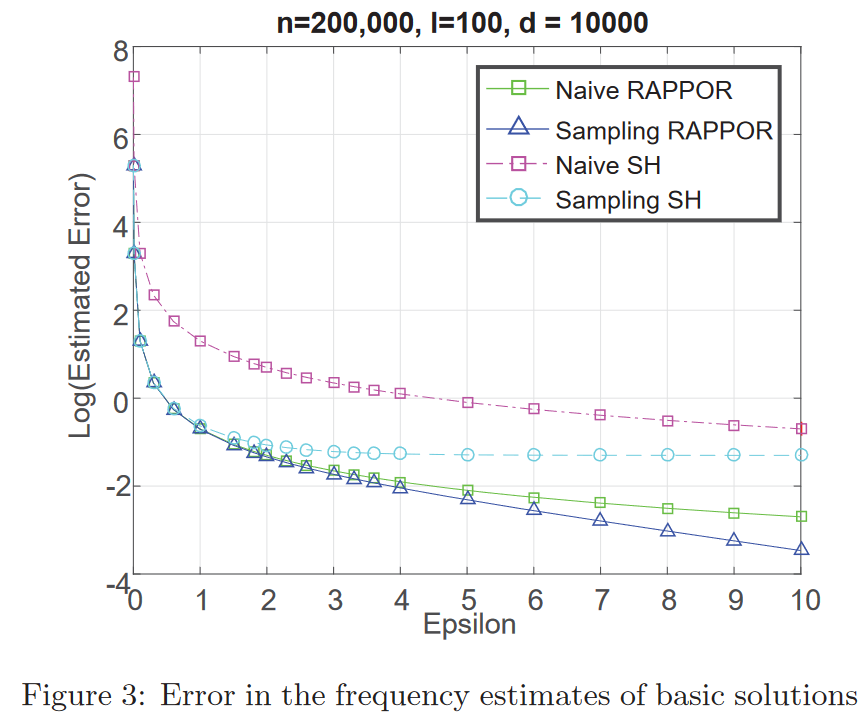 n=200,000, l=100, d = 10000
Log(Estimated Error)
8
6
4
2
0
-2
-4
Naive RAPPOR
Sampling RAPPOR
Naive SH
Sampling SH
0 1 2 3 4 5 6 7 8 9 10
Epsilon
Figure 3: Error in the frequency estimates of basic solutions